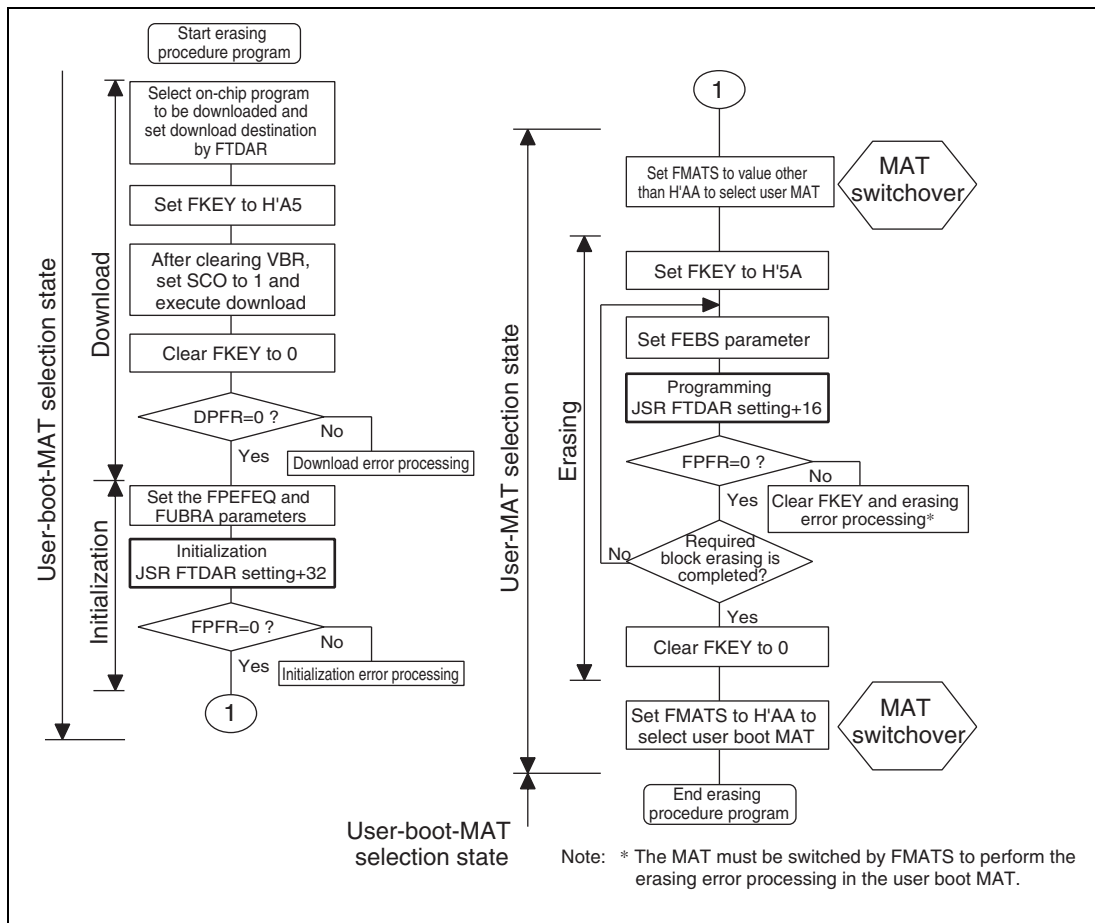 Start erasing
procedure program
Select on-chip program
to be downloaded and
set download destination
by FTDAR
Set FKEY to H'A5
After clearing VBR,
set SCO to 1 and
execute download
Clear FKEY to 0
DPFR=0 ?
No
Yes
Download error processing
Set the FPEFEQ and
FUBRA parameters
Initialization
JSR FTDAR setting+32
FPFR=0 ?
No
Yes
Initialization error processing
1
Download
Initialization
User-boot-MAT selection state
1
Set FMATS to value other
than H'AA to select user MAT
MAT
switchover
Set FKEY to H'5A
Set FEBS parameter
Programming
JSR FTDAR setting+16
FPFR=0 ?
No
Yes
Clear FKEY and erasing
error processing*
Required
block erasing is
completed?
No
Yes
Clear FKEY to 0
Set FMATS to H'AA to
select user boot MAT
MAT
switchover
End erasing
procedure program
Erasing
User-MAT selection state
User-boot-MAT
selection state
Note: * The MAT must be switched by FMATS to perform the
erasing error processing in the user boot MAT.